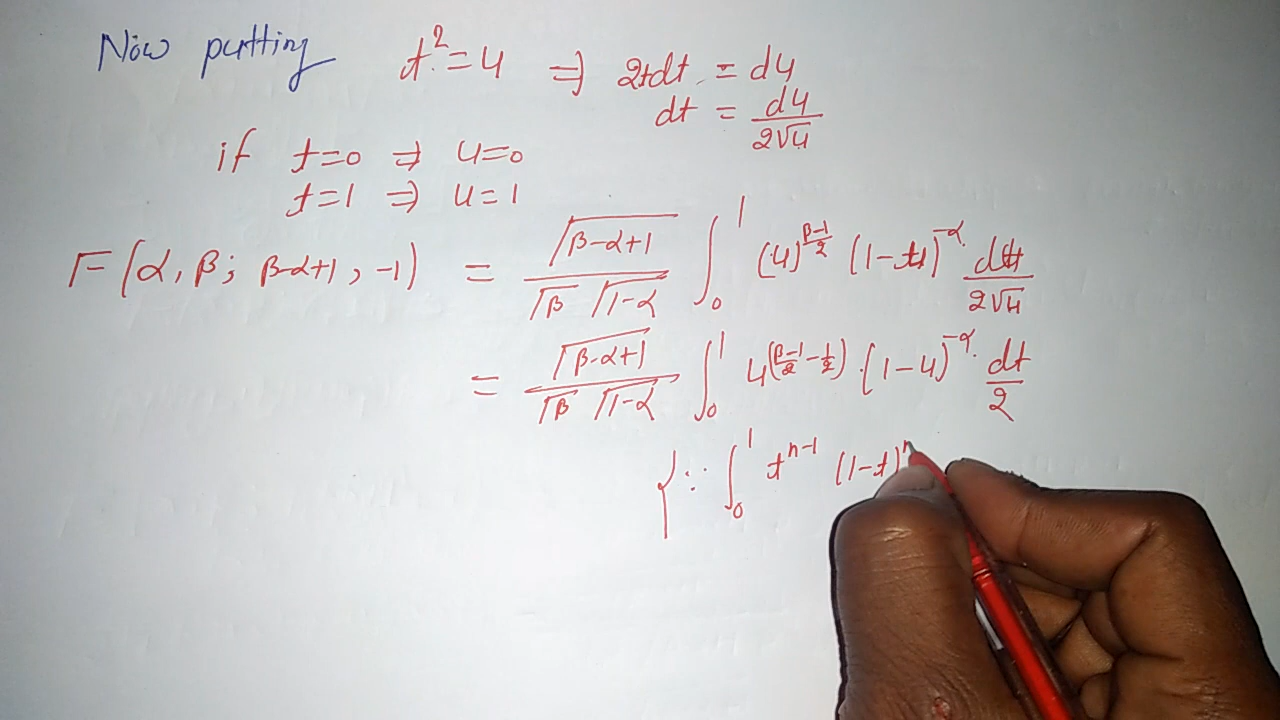 Now putting t² = u ⇒ 2tdt = du
dt = du/2√u
if t=0 ⇒ u=0
t=1 ⇒ u=1
F(α, β; β-α+1, -1) = Γβ-α+1/Γβ Γ1-α ∫₀¹ (u)^(β-1/2) (1-u)^-α du/2√u
= Γβ-α+1/Γβ Γ1-α ∫₀¹ u^(β-1/2 - 1/2) · (1-u)^-α · dt/2
{ ∵ ∫₀¹ t^n-1 (1-t)